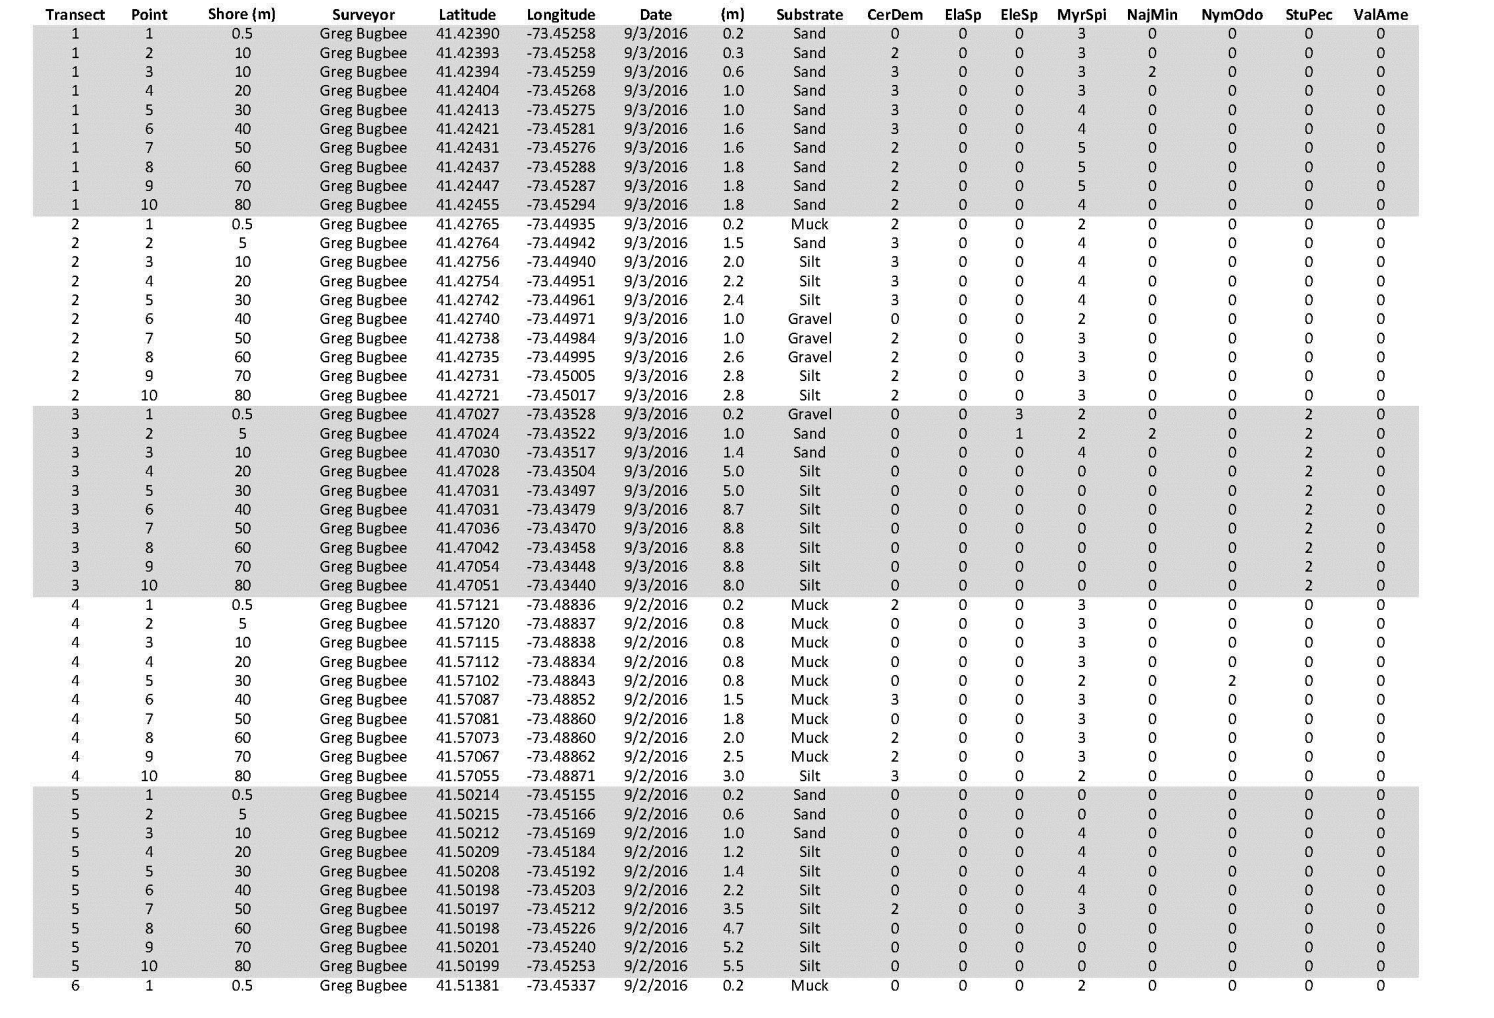 Transect Point Shore (m) Surveyor Latitude Longitude Date (m) Substrate CerDem ElaSp EleSp MyrSpi NajMin NymOdo StuPec ValAme
1 1 0.5 Greg Bugbee 41.42390 -73.45258 9/3/2016 0.2 Sand 0 0 0 3 0 0 0 0
1 2 10 Greg Bugbee 41.42393 -73.45258 9/3/2016 0.3 Sand 2 0 0 3 0 0 0 0
1 3 10 Greg Bugbee 41.42394 -73.45259 9/3/2016 0.6 Sand 3 0 0 3 2 0 0 0
1 4 20 Greg Bugbee 41.42404 -73.45268 9/3/2016 1.0 Sand 3 0 0 3 0 0 0 0
1 5 30 Greg Bugbee 41.42413 -73.45275 9/3/2016 1.0 Sand 3 0 0 4 0 0 0 0
1 6 40 Greg Bugbee 41.42421 -73.45281 9/3/2016 1.6 Sand 3 0 0 4 0 0 0 0
1 7 50 Greg Bugbee 41.42431 -73.45276 9/3/2016 1.6 Sand 2 0 0 5 0 0 0 0
1 8 60 Greg Bugbee 41.42437 -73.45288 9/3/2016 1.8 Sand 2 0 0 5 0 0 0 0
1 9 70 Greg Bugbee 41.42447 -73.45287 9/3/2016 1.8 Sand 2 0 0 5 0 0 0 0
1 10 80 Greg Bugbee 41.42455 -73.45294 9/3/2016 1.8 Sand 2 0 0 4 0 0 0 0
2 1 0.5 Greg Bugbee 41.42765 -73.44935 9/3/2016 0.2 Muck 2 0 0 2 0 0 0 0
2 2 5 Greg Bugbee 41.42764 -73.44942 9/3/2016 1.5 Sand 3 0 0 4 0 0 0 0
2 3 10 Greg Bugbee 41.42756 -73.44940 9/3/2016 2.0 Silt 3 0 0 4 0 0 0 0
2 4 20 Greg Bugbee 41.42754 -73.44951 9/3/2016 2.2 Silt 3 0 0 4 0 0 0 0
2 5 30 Greg Bugbee 41.42742 -73.44961 9/3/2016 2.4 Silt 3 0 0 4 0 0 0 0
2 6 40 Greg Bugbee 41.42740 -73.44971 9/3/2016 1.0 Gravel 0 0 0 2 0 0 0 0
2 7 50 Greg Bugbee 41.42738 -73.44984 9/3/2016 1.0 Gravel 2 0 0 3 0 0 0 0
2 8 60 Greg Bugbee 41.42735 -73.44995 9/3/2016 2.6 Gravel 2 0 0 3 0 0 0 0
2 9 70 Greg Bugbee 41.42731 -73.45005 9/3/2016 2.8 Silt 2 0 0 3 0 0 0 0
2 10 80 Greg Bugbee 41.42721 -73.45017 9/3/2016 2.8 Silt 2 0 0 3 0 0 0 0
3 1 0.5 Greg Bugbee 41.47027 -73.43528 9/3/2016 0.2 Gravel 0 0 3 2 0 0 2 0
3 2 5 Greg Bugbee 41.47024 -73.43522 9/3/2016 1.0 Sand 0 0 1 2 2 0 2 0
3 3 10 Greg Bugbee 41.47030 -73.43517 9/3/2016 1.4 Sand 0 0 0 4 0 0 2 0
3 4 20 Greg Bugbee 41.47028 -73.43504 9/3/2016 5.0 Silt 0 0 0 0 0 0 2 0
3 5 30 Greg Bugbee 41.47031 -73.43497 9/3/2016 5.0 Silt 0 0 0 0 0 0 2 0
3 6 40 Greg Bugbee 41.47031 -73.43479 9/3/2016 8.7 Silt 0 0 0 0 0 0 2 0
3 7 50 Greg Bugbee 41.47036 -73.43470 9/3/2016 8.8 Silt 0 0 0 0 0 0 2 0
3 8 60 Greg Bugbee 41.47042 -73.43458 9/3/2016 8.8 Silt 0 0 0 0 0 0 2 0
3 9 70 Greg Bugbee 41.47054 -73.43448 9/3/2016 8.8 Silt 0 0 0 0 0 0 2 0
3 10 80 Greg Bugbee 41.47051 -73.43440 9/3/2016 8.0 Silt 0 0 0 0 0 0 2 0
4 1 0.5 Greg Bugbee 41.57121 -73.48836 9/2/2016 0.2 Muck 2 0 0 3 0 0 0 0
4 2 5 Greg Bugbee 41.57120 -73.48837 9/2/2016 0.8 Muck 0 0 0 3 0 0 0 0
4 3 10 Greg Bugbee 41.57115 -73.48838 9/2/2016 0.8 Muck 0 0 0 3 0 0 0 0
4 4 20 Greg Bugbee 41.57112 -73.48834 9/2/2016 0.8 Muck 0 0 0 3 0 0 0 0
4 5 30 Greg Bugbee 41.57102 -73.48843 9/2/2016 0.8 Muck 0 0 0 2 0 2 0 0
4 6 40 Greg Bugbee 41.57087 -73.48852 9/2/2016 1.5 Muck 3 0 0 3 0 0 0 0
4 7 50 Greg Bugbee 41.57081 -73.48860 9/2/2016 1.8 Muck 0 0 0 3 0 0 0 0
4 8 60 Greg Bugbee 41.57073 -73.48860 9/2/2016 2.0 Muck 2 0 0 3 0 0 0 0
4 9 70 Greg Bugbee 41.57067 -73.48862 9/2/2016 2.5 Muck 2 0 0 3 0 0 0 0
4 10 80 Greg Bugbee 41.57055 -73.48871 9/2/2016 3.0 Silt 3 0 0 2 0 0 0 0
5 1 0.5 Greg Bugbee 41.50214 -73.45155 9/2/2016 0.2 Sand 0 0 0 0 0 0 0 0
5 2 5 Greg Bugbee 41.50215 -73.45166 9/2/2016 0.6 Sand 0 0 0 0 0 0 0 0
5 3 10 Greg Bugbee 41.50212 -73.45169 9/2/2016 1.0 Sand 0 0 0 4 0 0 0 0
5 4 20 Greg Bugbee 41.50209 -73.45184 9/2/2016 1.2 Silt 0 0 0 4 0 0 0 0
5 5 30 Greg Bugbee 41.50208 -73.45192 9/2/2016 1.4 Silt 0 0 0 4 0 0 0 0
5 6 40 Greg Bugbee 41.50198 -73.45203 9/2/2016 2.2 Silt 0 0 0 4 0 0 0 0
5 7 50 Greg Bugbee 41.50197 -73.45212 9/2/2016 3.5 Silt 2 0 0 3 0 0 0 0
5 8 60 Greg Bugbee 41.50198 -73.45226 9/2/2016 4.7 Silt 0 0 0 0 0 0 0 0
5 9 70 Greg Bugbee 41.50201 -73.45240 9/2/2016 5.2 Silt 0 0 0 0 0 0 0 0
5 10 80 Greg Bugbee 41.50199 -73.45253 9/2/2016 5.5 Silt 0 0 0 0 0 0 0 0
6 1 0.5 Greg Bugbee 41.51381 -73.45337 9/2/2016 0.2 Muck 0 0 0 2 0 0 0 0